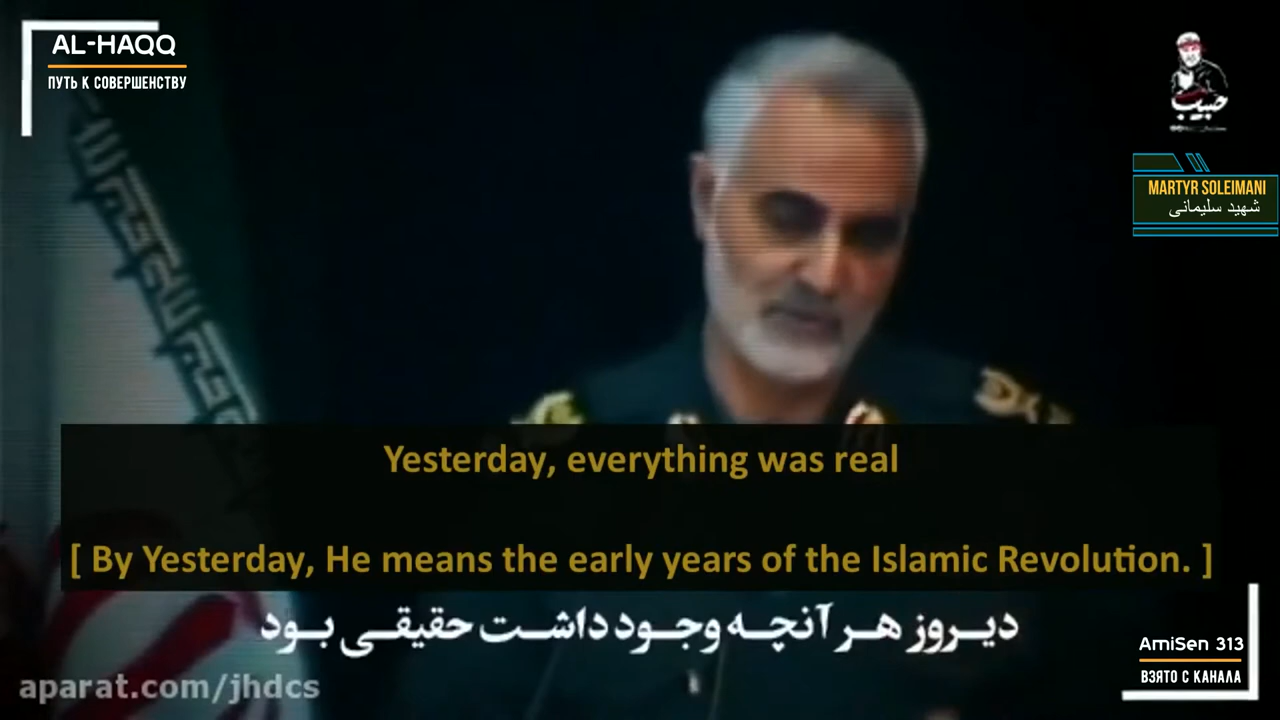 AL-HAQQ
ПУТЬ К СОВЕРШЕНСТВУ
حبیب
MARTYR SOLEIMANI
شهید سلیمانی
Yesterday, everything was real
[ By Yesterday, He means the early years of the Islamic Revolution. ]
دیروز هر آنچه وجود داشت حقیقی بود
AmiSen 313
ВЗЯТО С КАНАЛА
aparat.com/jhdcs